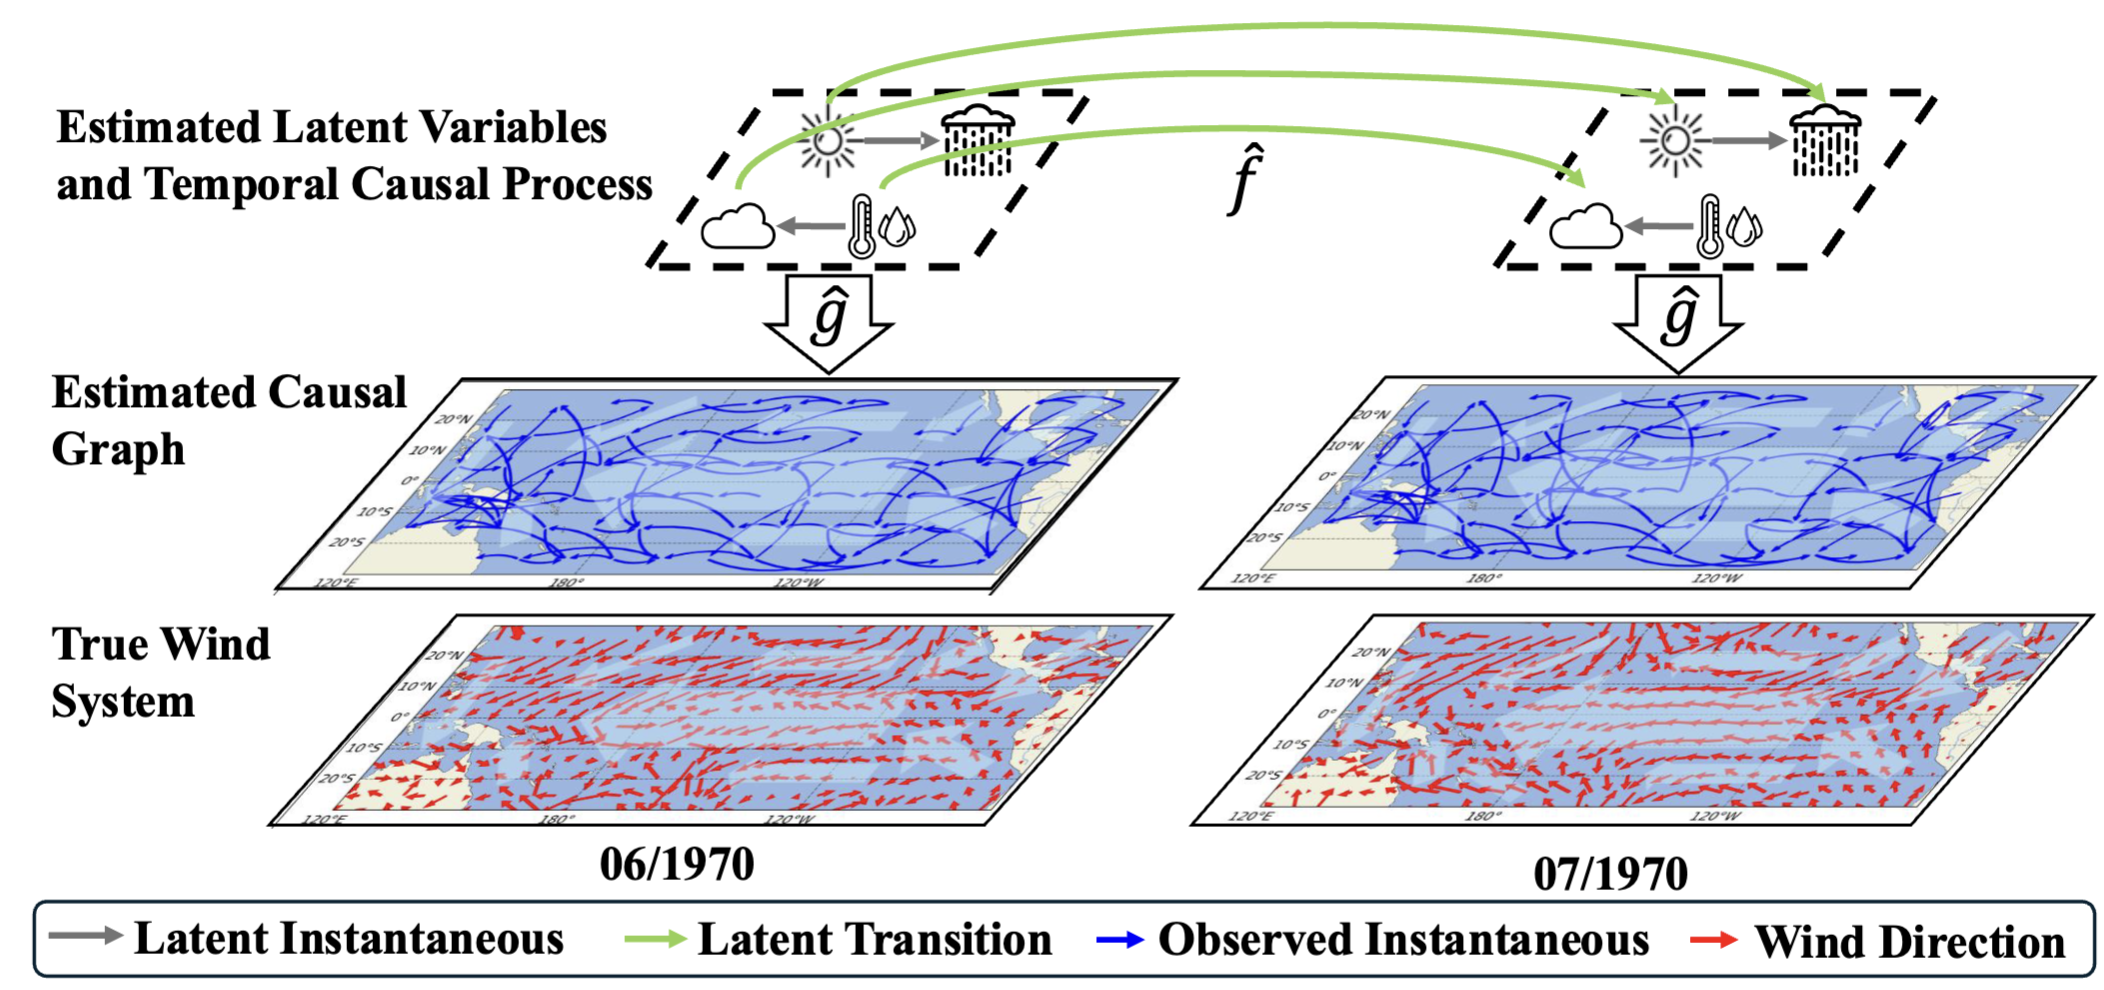 Estimated Latent Variables
and Temporal Causal Process
f̂
ĝ
ĝ
Estimated Causal
Graph
20°N
10°N
0°
10°S
20°S
120°E
180°
120°W
20°N
10°N
0°
10°S
20°S
120°E
180°
120°W
True Wind
System
20°N
10°N
0°
10°S
20°S
120°E
180°
120°W
20°N
10°N
0°
10°S
20°S
120°E
180°
120°W
06/1970
07/1970
Latent Instantaneous
Latent Transition
Observed Instantaneous
Wind Direction